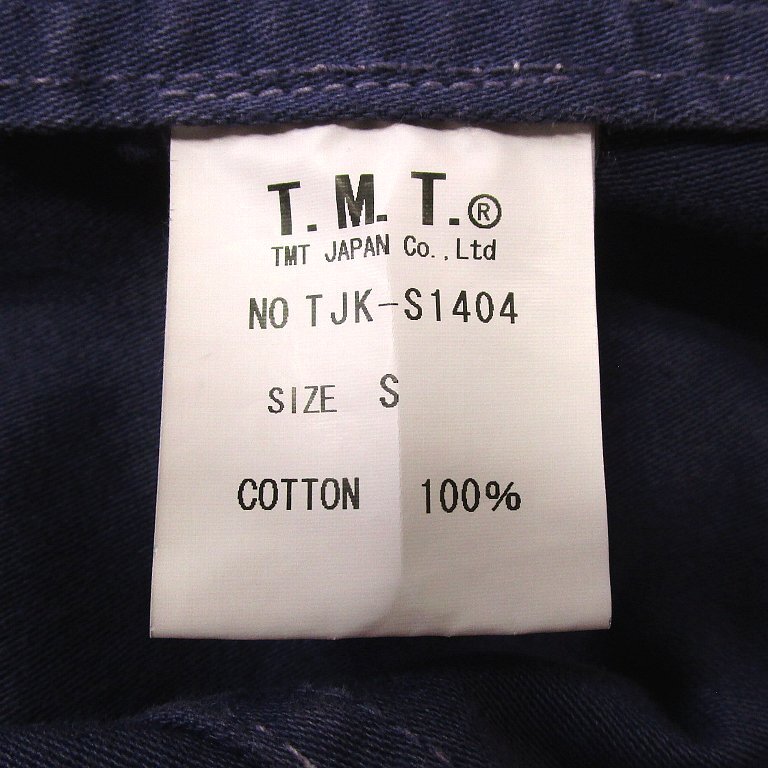 T. M. T.®
TMT JAPAN Co.,Ltd
NO TJK-S1404
SIZE S
COTTON 100%